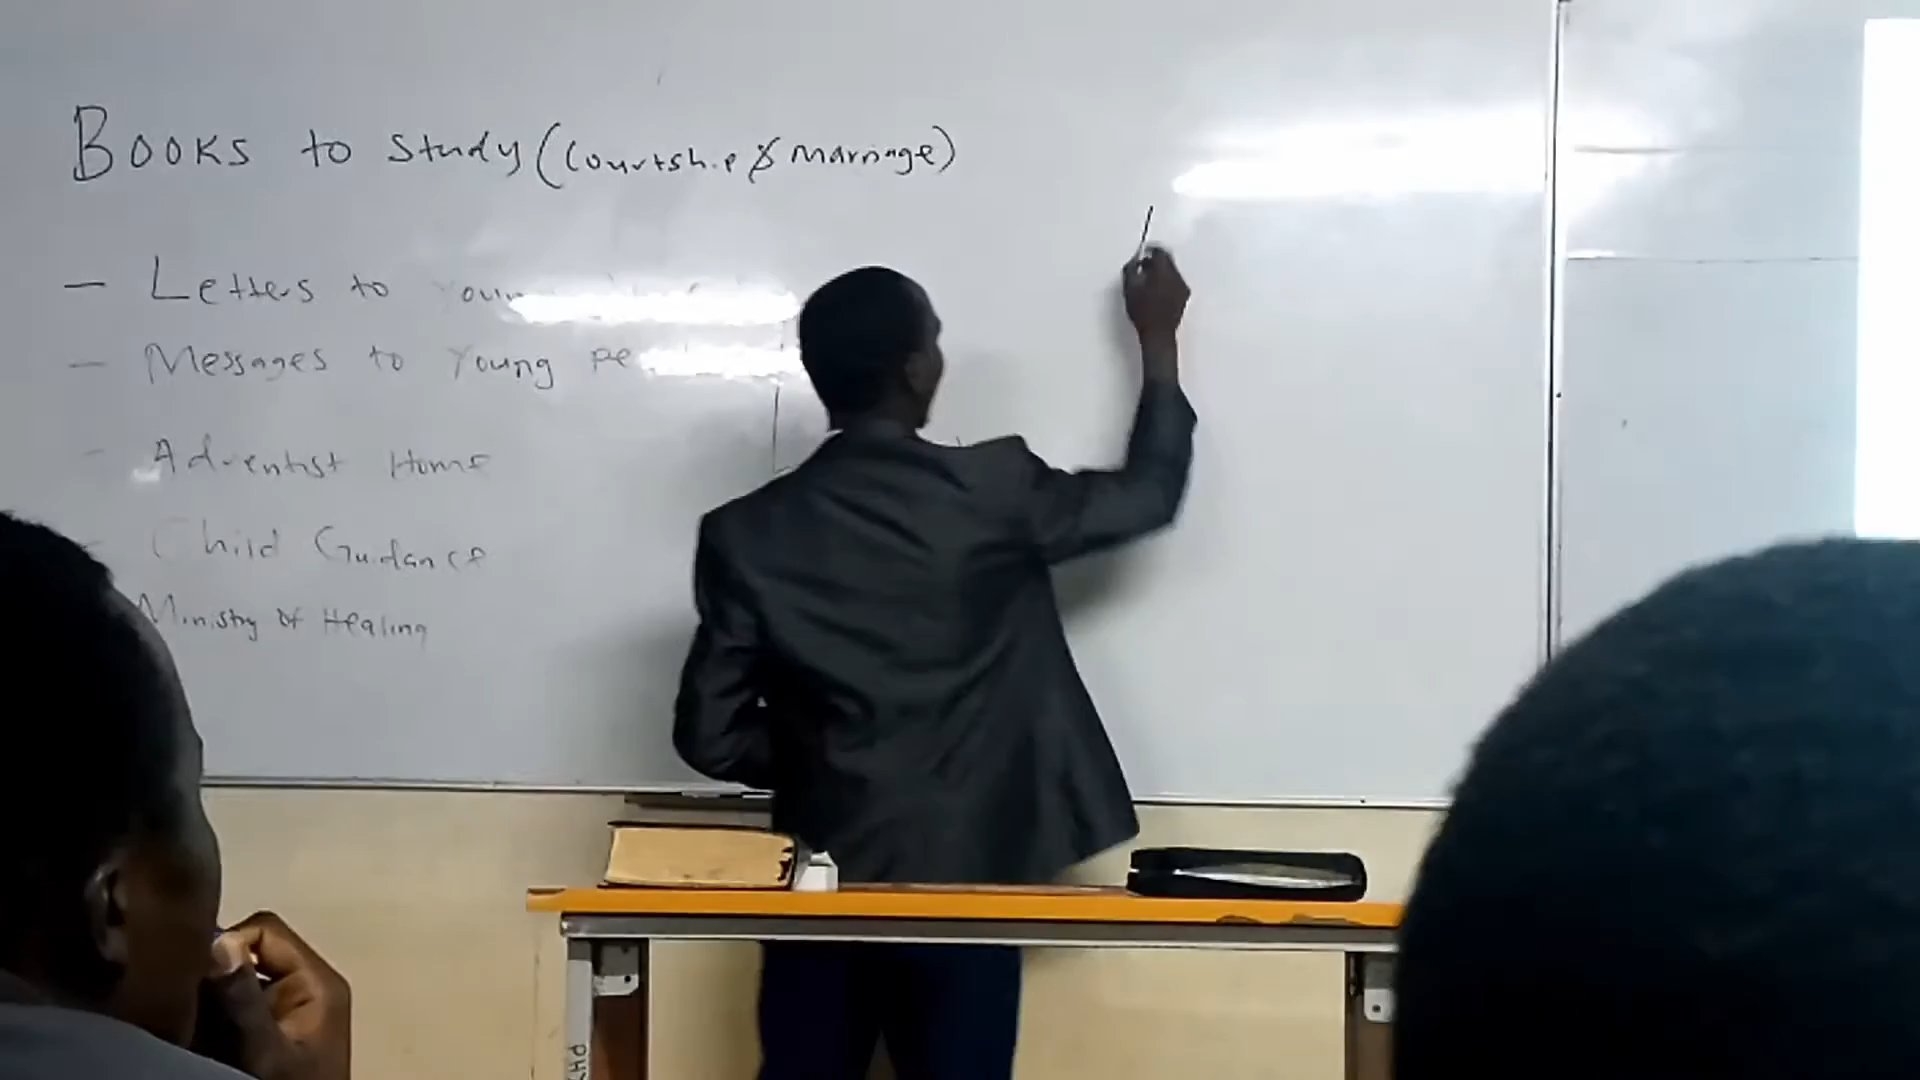 BOOKS to study (Courtship & marriage)
- Letters to
- Messages to Young
- Adventist Home
- Child Guidance
Ministry of Healing